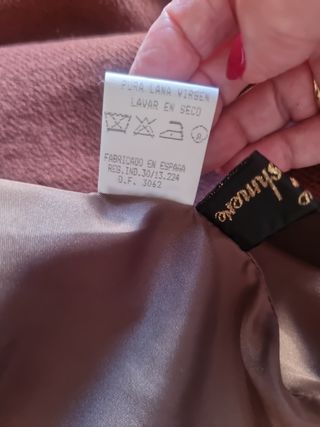 PURA LANA VIRGEN
LAVAR EN SECO
FABRICADO EN ESPAÑA
REG.IND.30/13.224
D.F. 3062